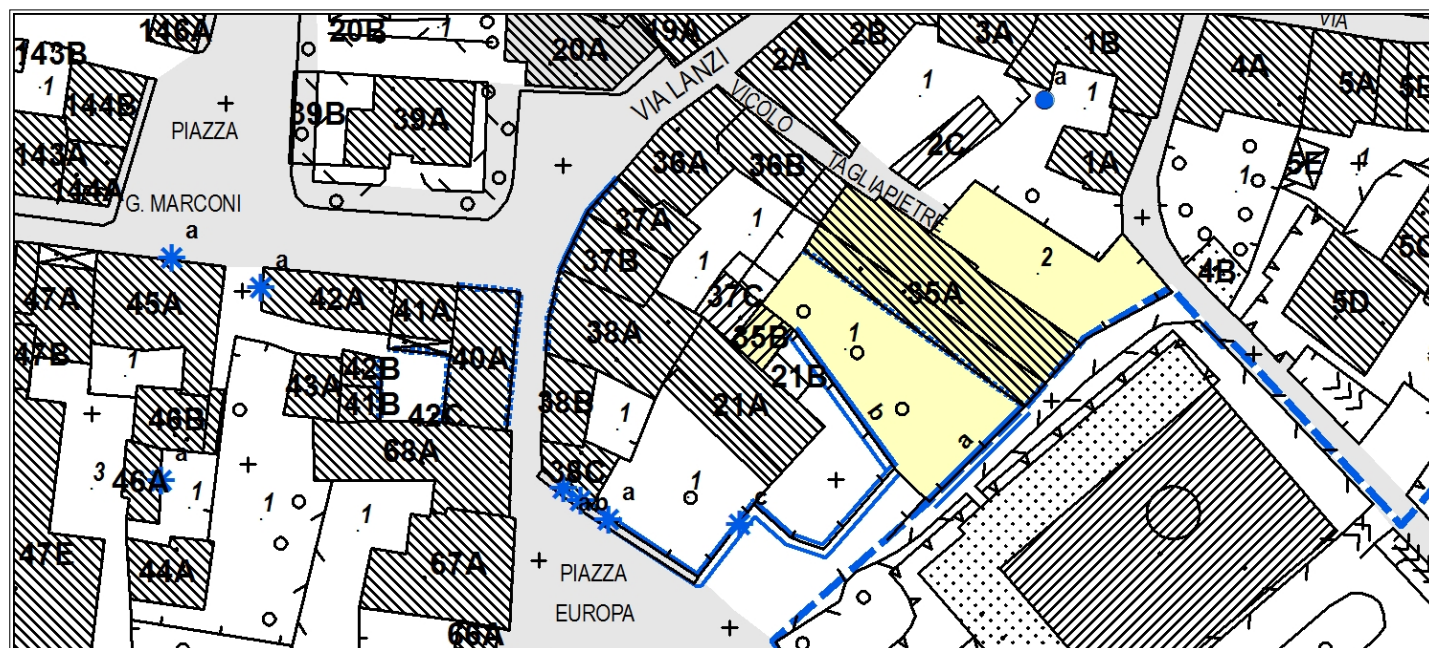 146A
20B
19A
2B
3A
1B
VIA
143B
20A
2A
4A
5A
5B
1
VIA LANZI
1
a
1
144B
39B
39A
VICOLO
PIAZZA
2C
143A
36A
36B
TAGLIAPIETRE
1A
5E
1
144A
G. MARCONI
1
1
a
37A
2
5C
a
37B
1
4B
47A
45A
42A
41A
37C
35A
5D
47B
1
40A
38A
35B
1
43A
42B
21B
41B
38B
21A
46B
42C
1
b
68A
a
a
3
46A
38C
1
1
1
1
a
a
b
1
c
47E
44A
67A
PIAZZA
EUROPA
66A